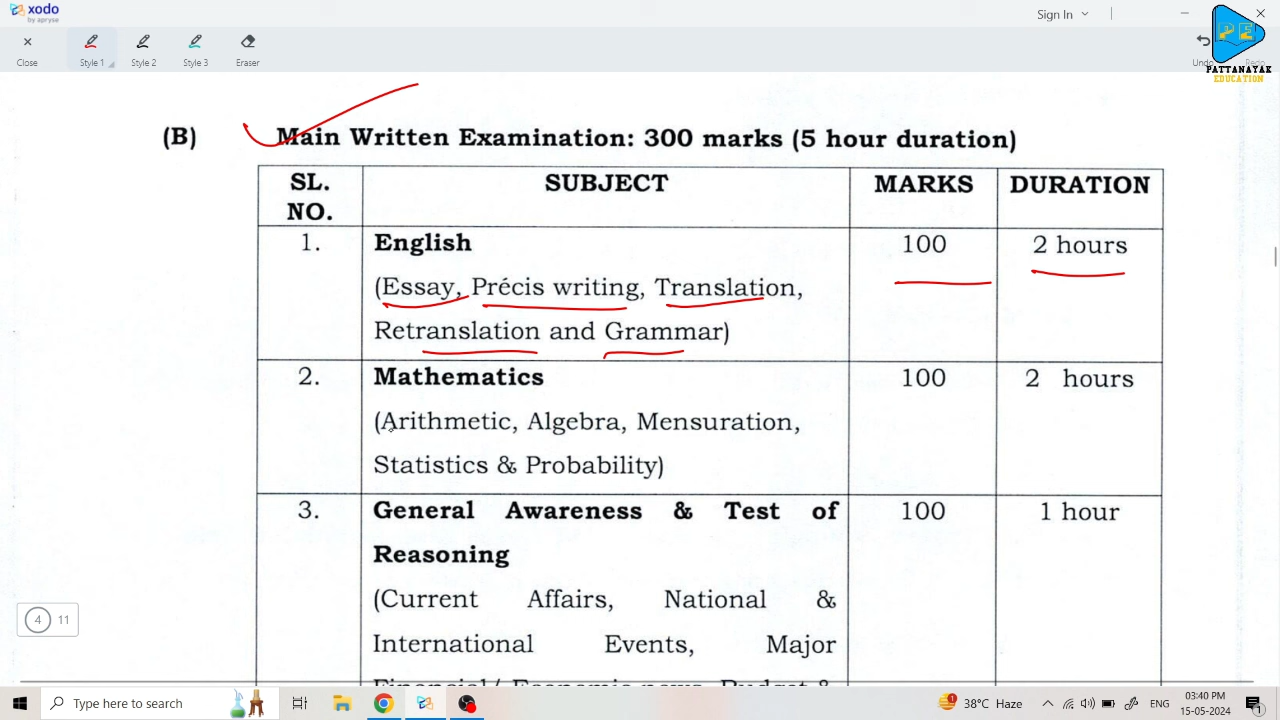 xodo
by apryse
Sign In
Close
Style 1
Style 2
Style 3
Eraser
PE
PATTANAYAK
EDUCATION
(B) Main Written Examination: 300 marks (5 hour duration)
SL. SUBJECT MARKS DURATION
NO.
1. English 100 2 hours
(Essay, Précis writing, Translation,
Retranslation and Grammar)
2. Mathematics 100 2 hours
(Arithmetic, Algebra, Mensuration,
Statistics & Probability)
3. General Awareness & Test of 100 1 hour
Reasoning
(Current Affairs, National &
International Events, Major
4 11
Type here to search
1
38°C Haze
ENG
03:40 PM
15-05-2024
1